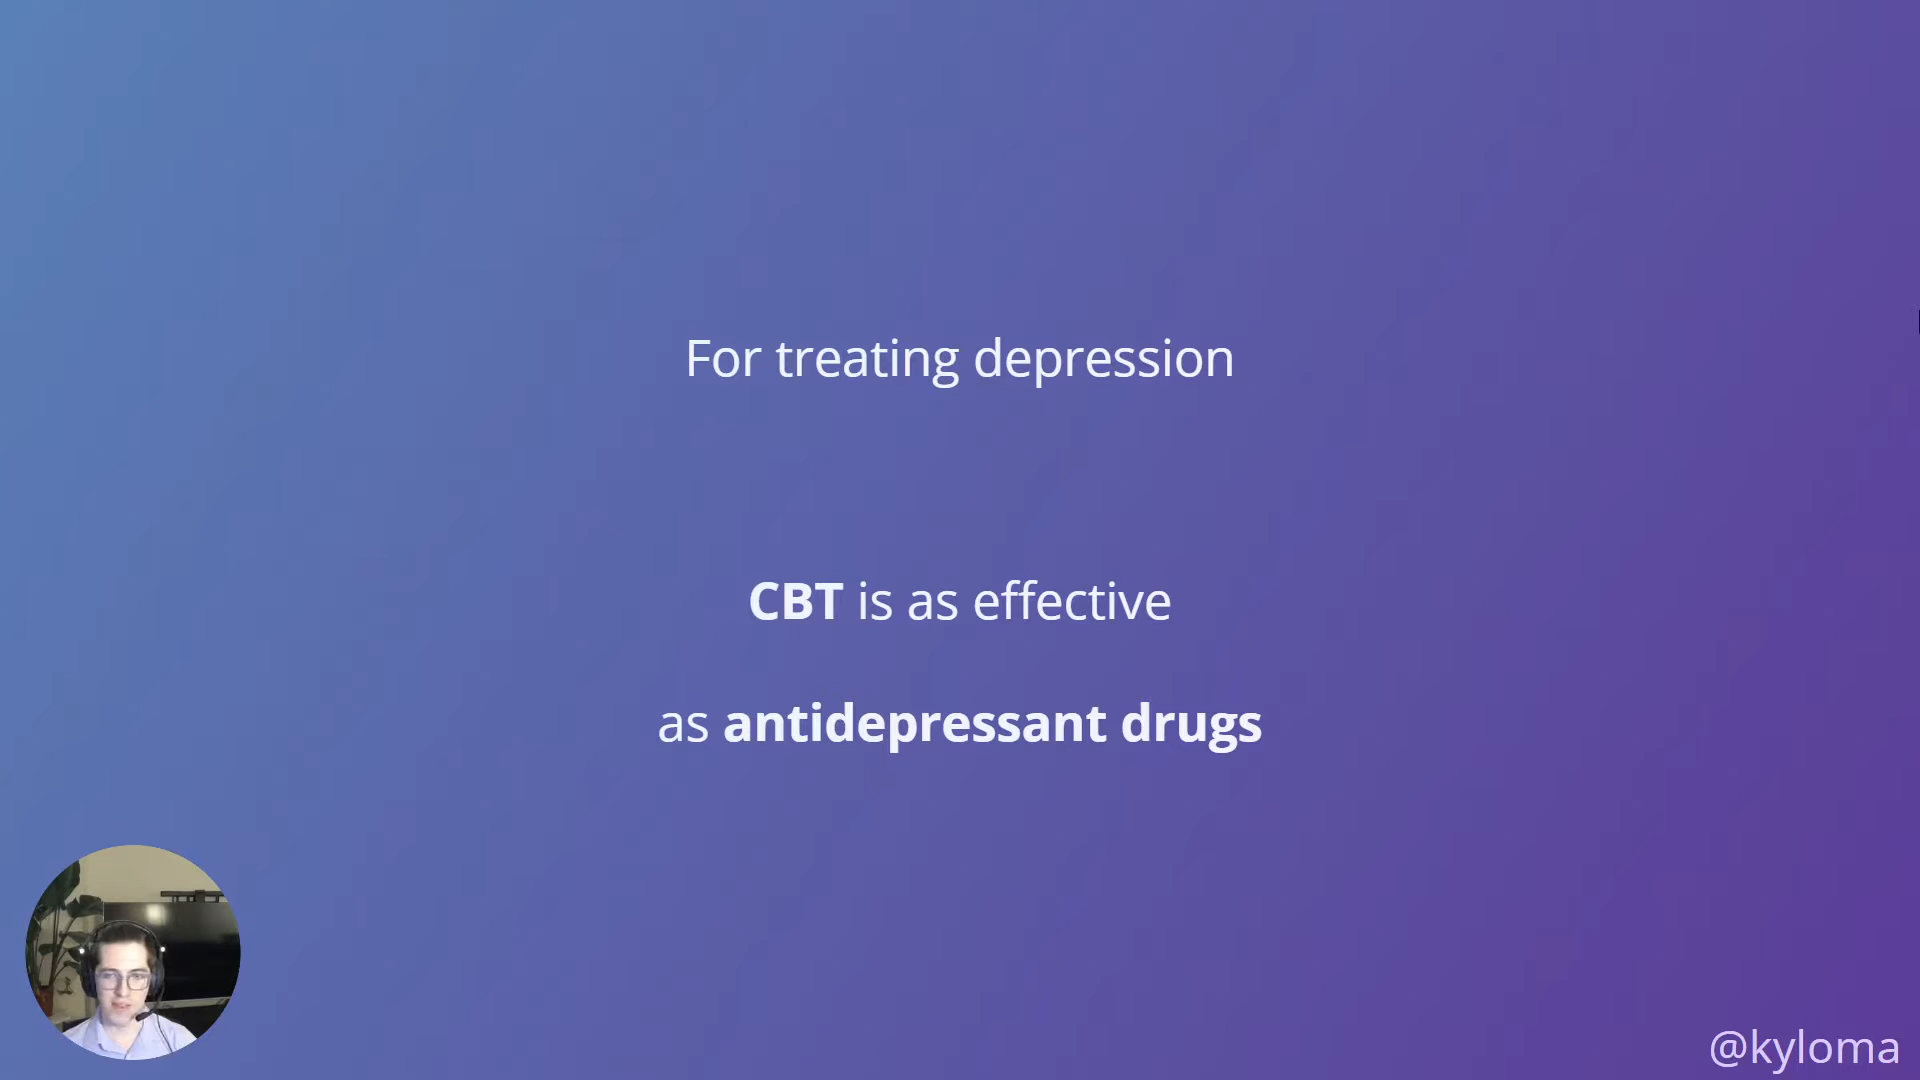 For treating depression
CBT is as effective
as antidepressant drugs
@kyloma